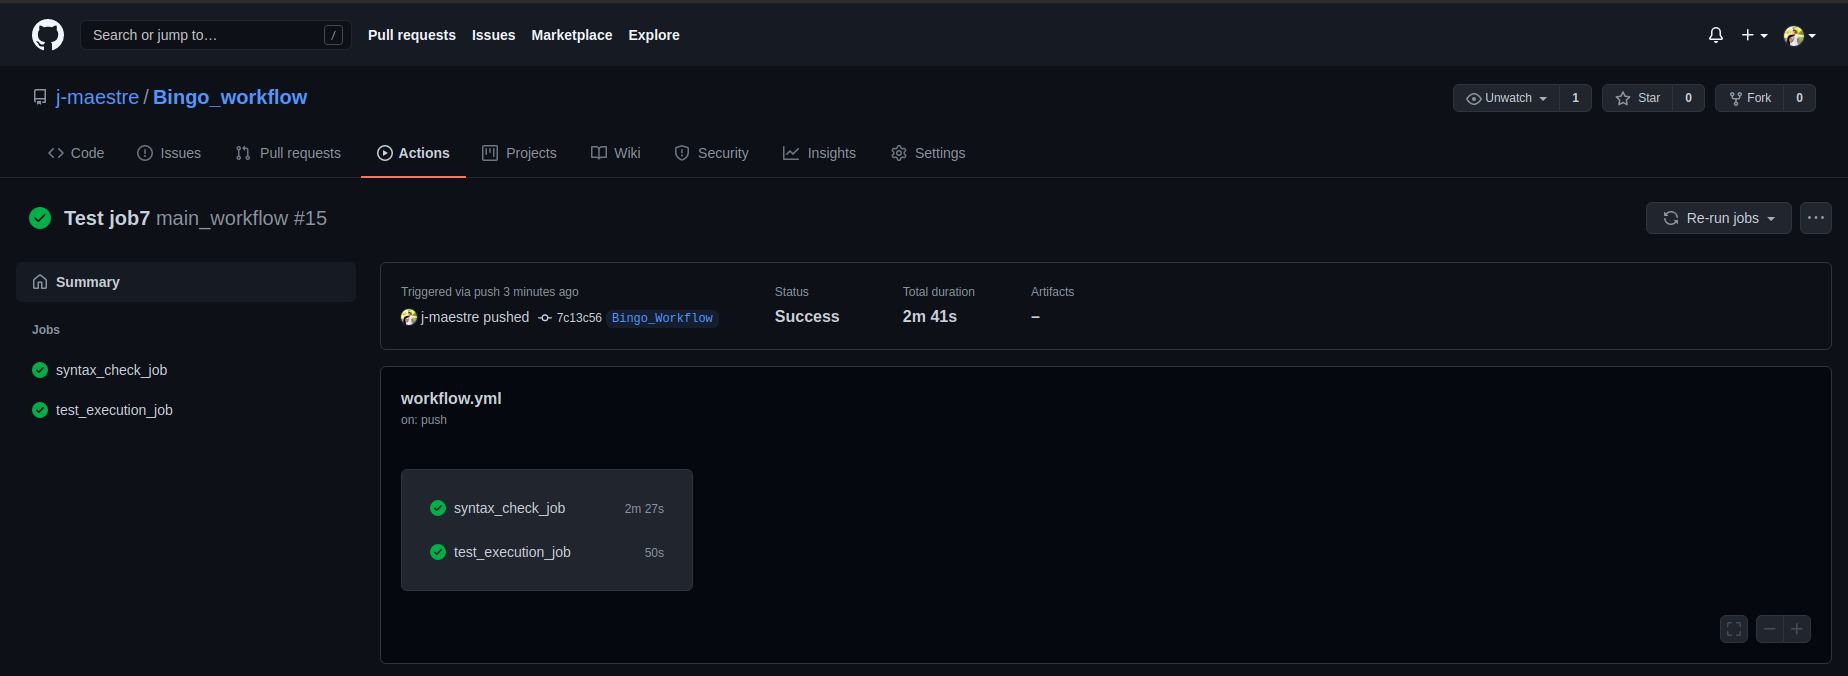 Search or jump to… / Pull requests Issues Marketplace Explore
j-maestre / Bingo_workflow Unwatch 1 Star 0 Fork 0
Code Issues Pull requests Actions Projects Wiki Security Insights Settings
Test job7 main_workflow #15 Re-run jobs
Summary
Jobs
syntax_check_job
test_execution_job
Triggered via push 3 minutes ago Status Total duration Artifacts
j-maestre pushed 7c13c56 Bingo_Workflow Success 2m 41s –
workflow.yml
on: push
syntax_check_job 2m 27s
test_execution_job 50s